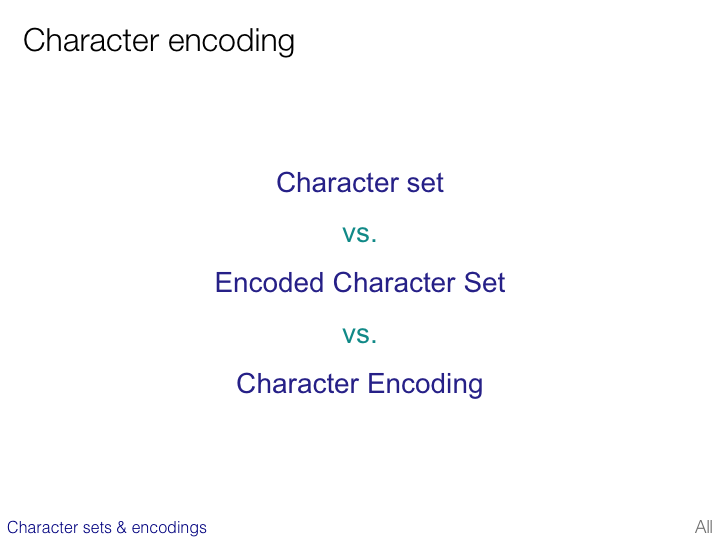 Character encoding
Character set
vs.
Encoded Character Set
vs.
Character Encoding
Character sets & encodings
All